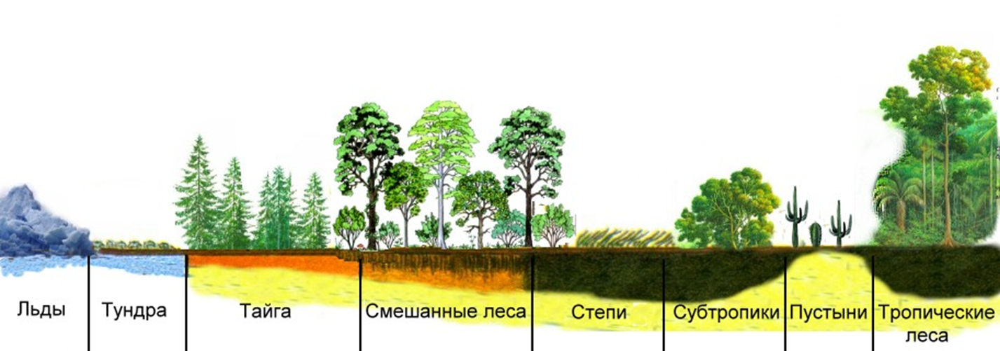 Льды
Тундра
Тайга
Смешанные леса
Степи
Субтропики
Пустыни
Тропические
леса